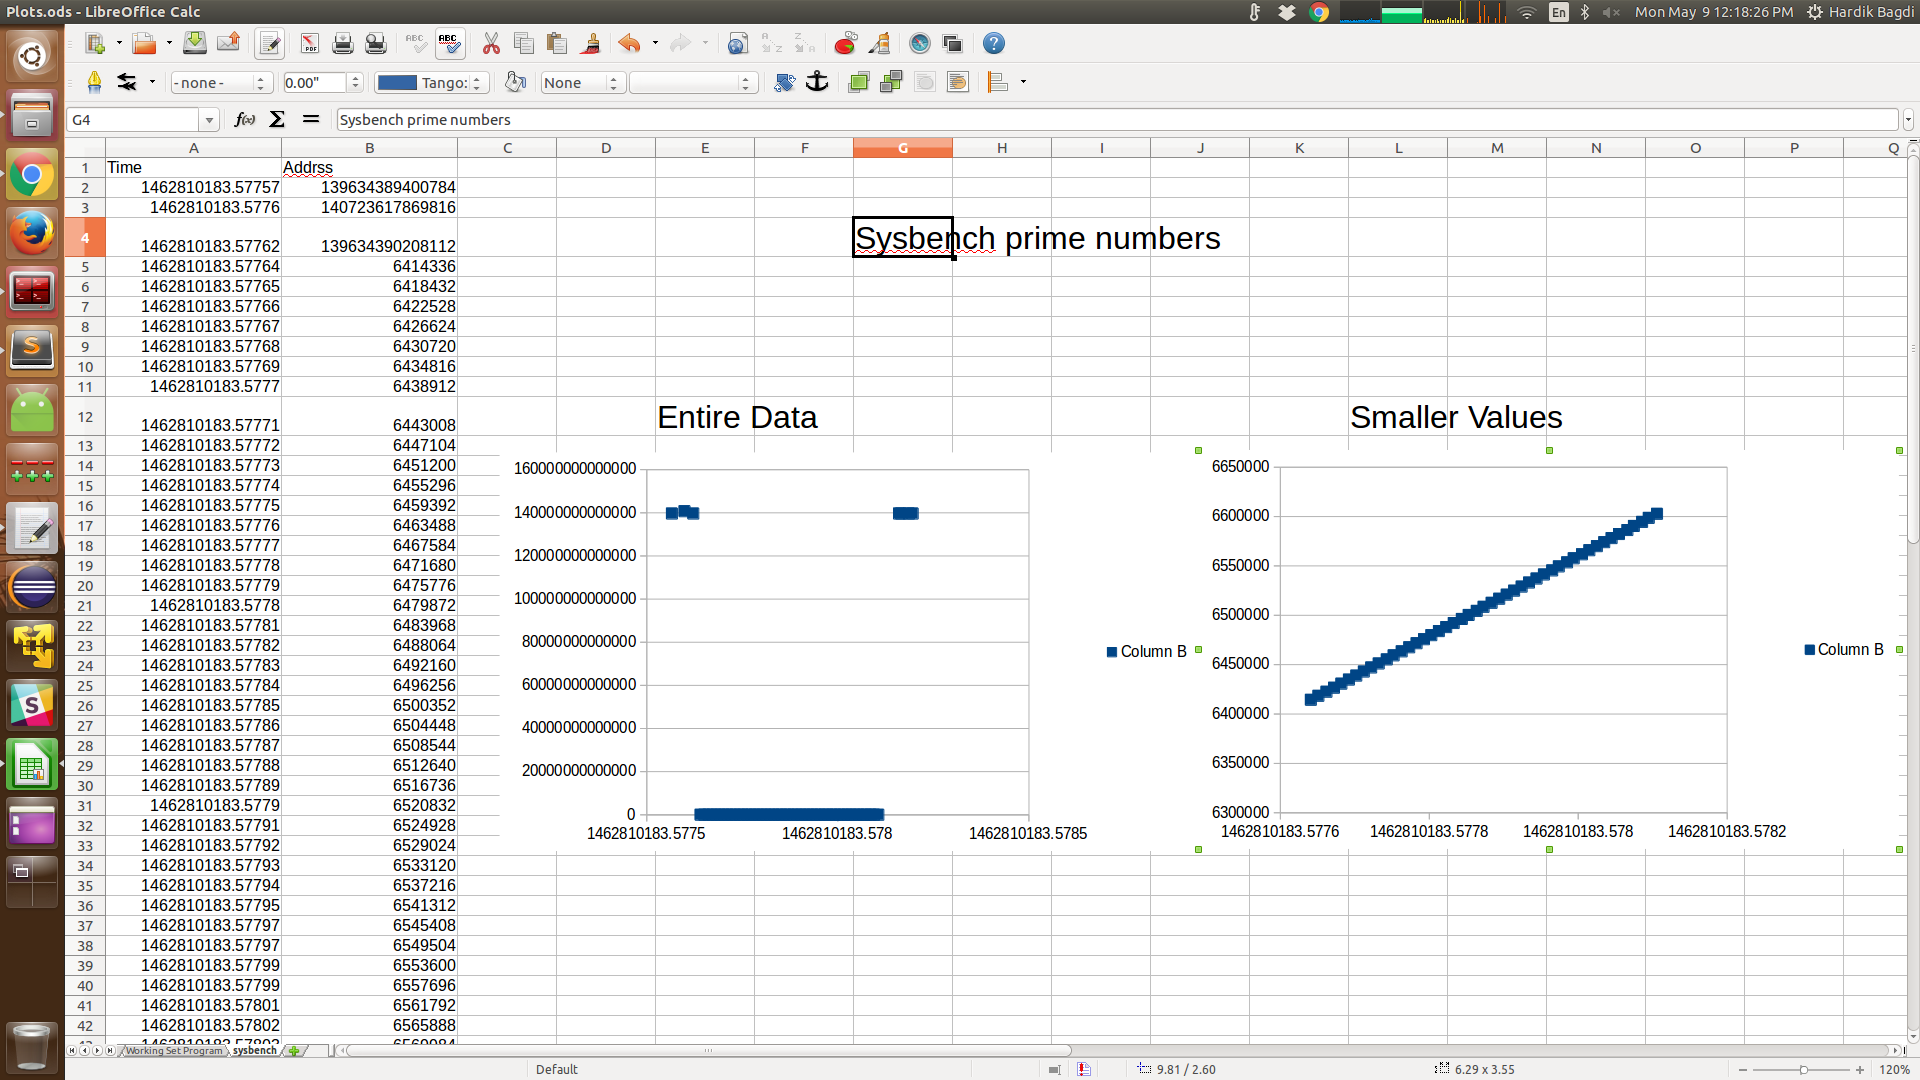 Plots.ods - LibreOffice Calc
En
Mon May 9 12:18:26 PM
Hardik Bagdi
- none -
0.00"
Tango:
None
G4
Sysbench prime numbers
A B C D E F G H I J K L M N O P Q
1 Time Addrss
2 1462810183.57757 139634389400784
3 1462810183.5776 140723617869816
4 1462810183.57762 139634390208112 Sysbench prime numbers
5 1462810183.57764 6414336
6 1462810183.57765 6418432
7 1462810183.57766 6422528
8 1462810183.57767 6426624
9 1462810183.57768 6430720
10 1462810183.57769 6434816
11 1462810183.5777 6438912
12 1462810183.57771 6443008 Entire Data Smaller Values
13 1462810183.57772 6447104
14 1462810183.57773 6451200
15 1462810183.57774 6455296
16 1462810183.57775 6459392
17 1462810183.57776 6463488
18 1462810183.57777 6467584
19 1462810183.57778 6471680
20 1462810183.57779 6475776
21 1462810183.5778 6479872
22 1462810183.57781 6483968
23 1462810183.57782 6488064
24 1462810183.57783 6492160
25 1462810183.57784 6496256
26 1462810183.57785 6500352
27 1462810183.57786 6504448
28 1462810183.57787 6508544
29 1462810183.57788 6512640
30 1462810183.57789 6516736
31 1462810183.5779 6520832
32 1462810183.57791 6524928
33 1462810183.57792 6529024
34 1462810183.57793 6533120
35 1462810183.57794 6537216
36 1462810183.57795 6541312
37 1462810183.57797 6545408
38 1462810183.57797 6549504
39 1462810183.57799 6553600
40 1462810183.57799 6557696
41 1462810183.57801 6561792
42 1462810183.57802 6565888
160000000000000
140000000000000
120000000000000
100000000000000
80000000000000
60000000000000
40000000000000
20000000000000
0
1462810183.5775 1462810183.578 1462810183.5785
Column B
6650000
6600000
6550000
6500000
6450000
6400000
6350000
6300000
1462810183.5776 1462810183.5778 1462810183.578 1462810183.5782
Column B
Working Set Program sysbench
Default
9.81 / 2.60
6.29 x 3.55
120%